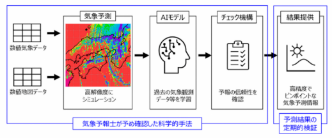 気象予測
AIモデル
チェック機構
結果提供
数値気象データ
数値地図データ
高解像度に
シミュレーション
過去の気象観測
データ等を学習
予報の信頼性を
確認
高精度で
ピンポイントな
気象予測情報
気象予報士が予め確認した科学的手法
予測結果の
定期的検証